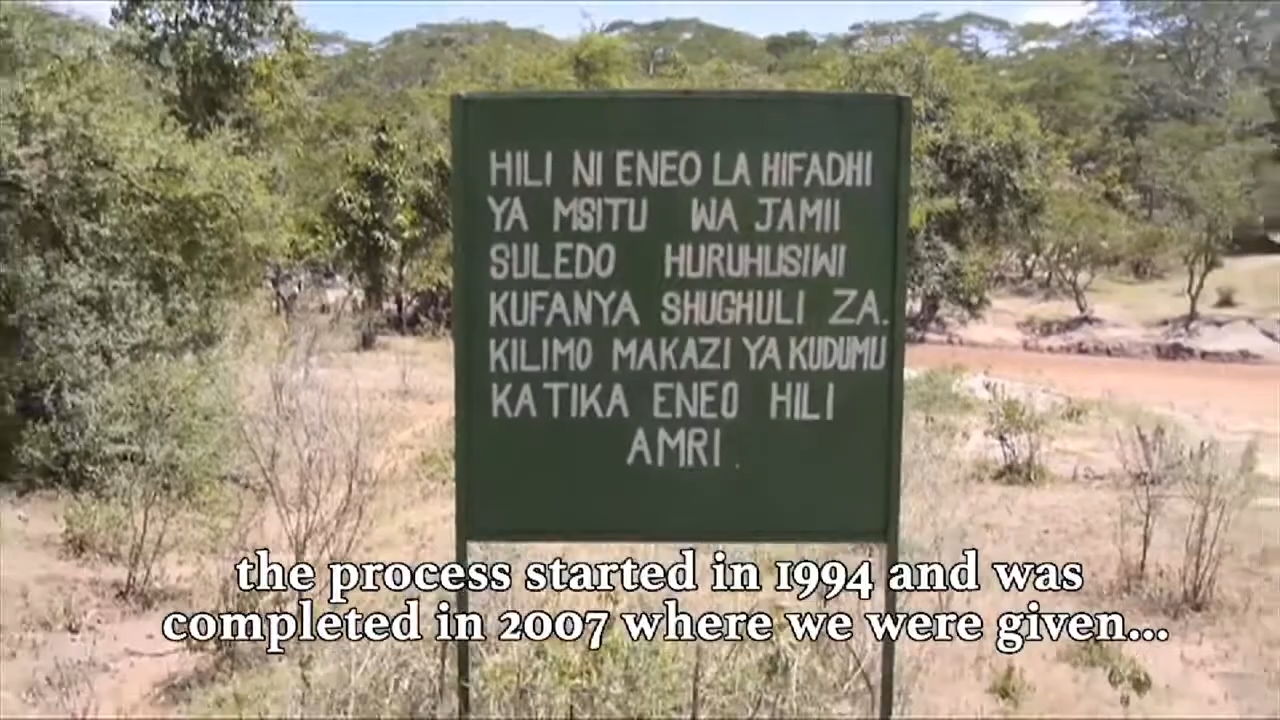 HILI NI ENEO LA HIFADHI
YA MSITU WA JAMII
SULEDO HURUHUSIWI
KUFANYA SHUGHULI ZA.
KILIMO MAKAZI YA KUDUMU
KATIKA ENEO HILI
AMRI.
the process started in 1994 and was
completed in 2007 where we were given...